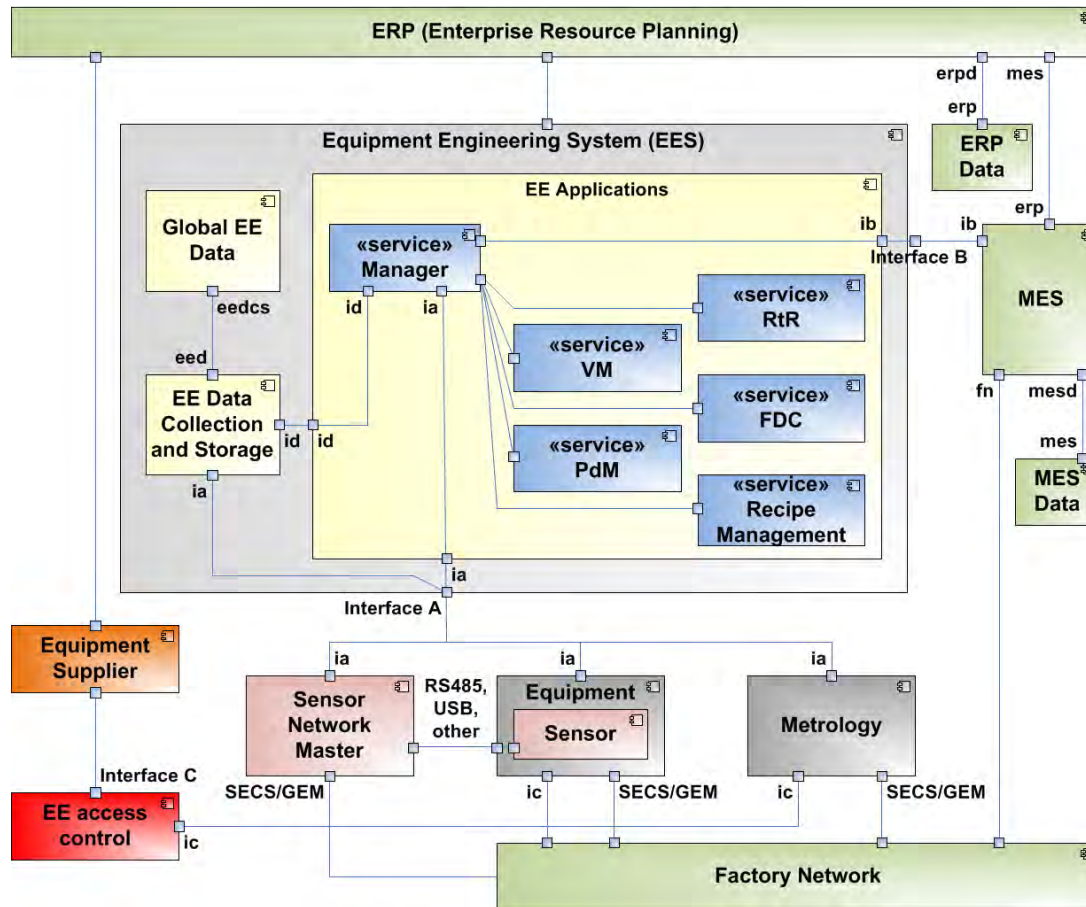 ERP (Enterprise Resource Planning)
erpd
mes
erp
ERP
Data
Equipment Engineering System (EES)
EE Applications
Global EE
Data
eedcs
eed
EE Data
Collection
and Storage
id
id
ia
«service»
Manager
id
ia
ib
ib
Interface B
erp
MES
fn
mesd
mes
MES
Data
«service»
RtR
«service»
VM
«service»
FDC
«service»
PdM
«service»
Recipe
Management
ia
Interface A
Equipment
Supplier
Interface C
EE access
control
ic
ia
ia
ia
Sensor
Network
Master
RS485,
USB,
other
Equipment
Sensor
Metrology
SECS/GEM
ic
SECS/GEM
ic
SECS/GEM
Factory Network